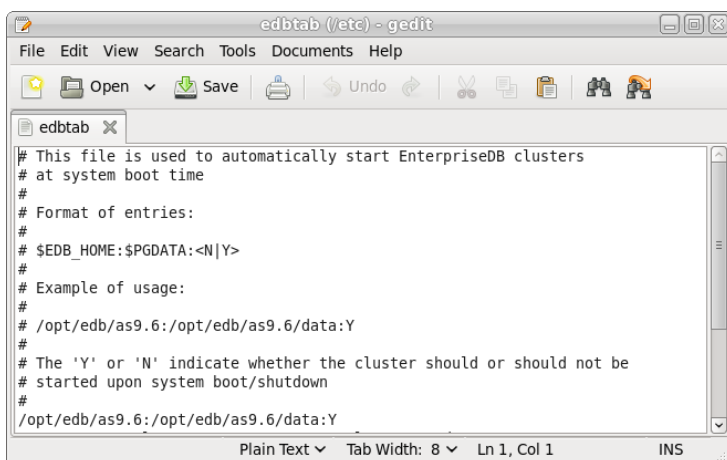 edbtab (/etc) - gedit
File Edit View Search Tools Documents Help
Open Save Undo
edbtab
# This file is used to automatically start EnterpriseDB clusters
# at system boot time
#
# Format of entries:
#
# $EDB_HOME:$PGDATA:<N|Y>
#
# Example of usage:
#
# /opt/edb/as9.6:/opt/edb/as9.6/data:Y
#
# The 'Y' or 'N' indicate whether the cluster should or should not be
# started upon system boot/shutdown
#
/opt/edb/as9.6:/opt/edb/as9.6/data:Y
Plain Text Tab Width: 8 Ln 1, Col 1 INS